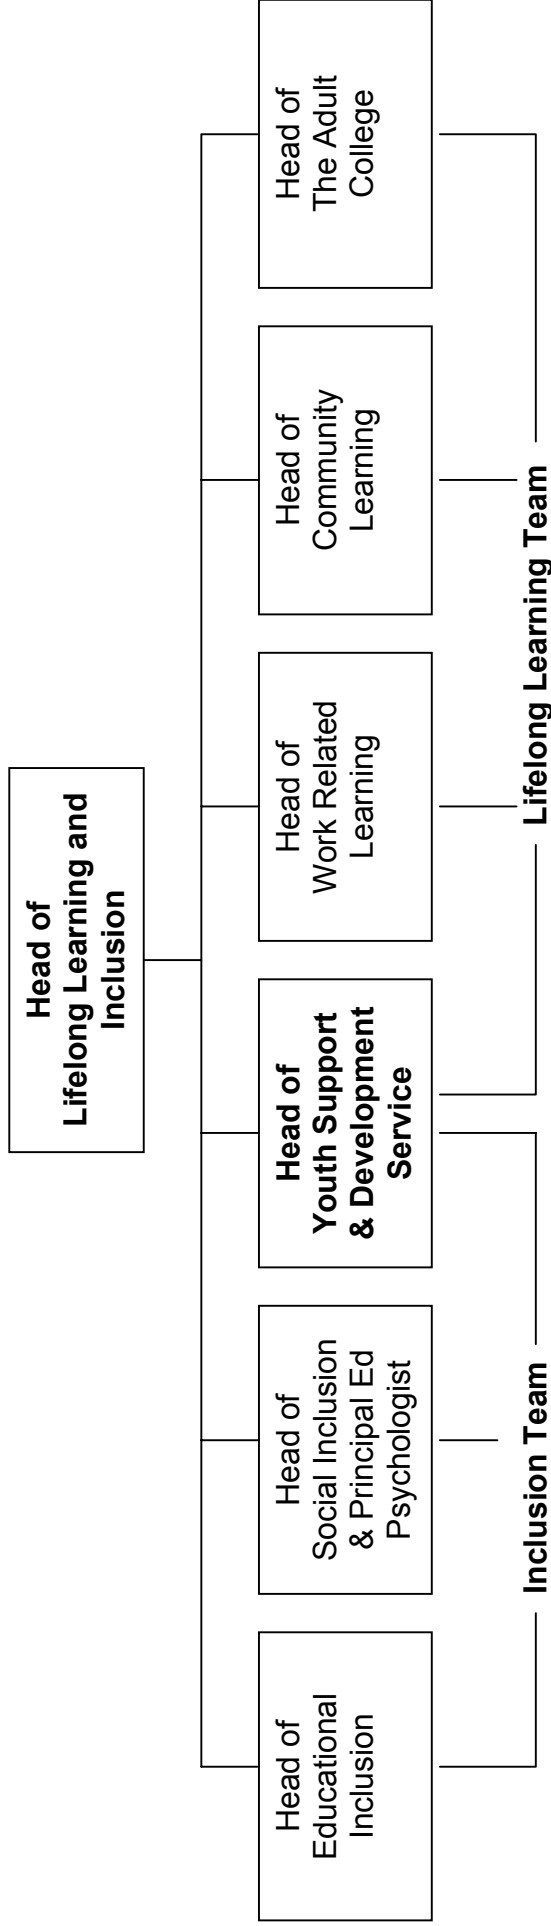 Head of
Lifelong Learning and
Inclusion
Head of
Educational
Inclusion
Head of
Social Inclusion
& Principal Ed
Psychologist
Head of
Youth Support
& Development
Service
Head of
Work Related
Learning
Head of
Community
Learning
Head of
The Adult
College
Inclusion Team
Lifelong Learning Team